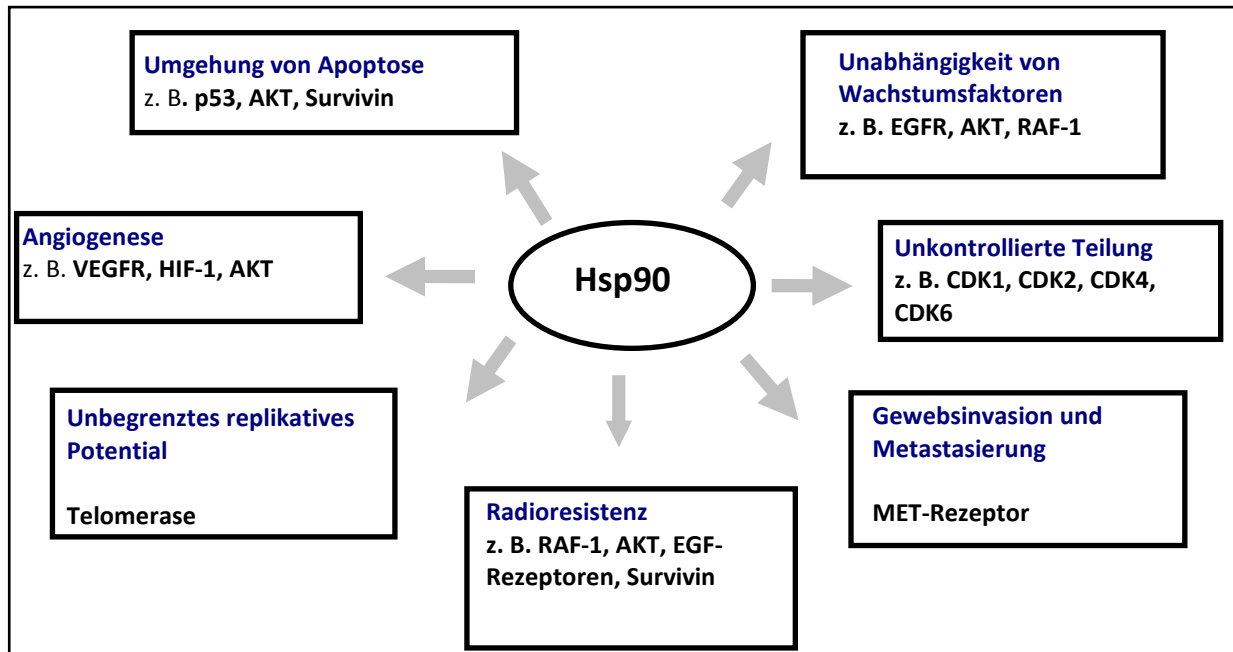 Umgehung von Apoptose
z. B. p53, AKT, Survivin
Unabhängigkeit von
Wachstumsfaktoren
z. B. EGFR, AKT, RAF-1
Angiogenese
z. B. VEGFR, HIF-1, AKT
Hsp90
Unkontrollierte Teilung
z. B. CDK1, CDK2, CDK4,
CDK6
Unbegrenztes replikatives
Potential
Telomerase
Radioresistenz
z. B. RAF-1, AKT, EGF-
Rezeptoren, Survivin
Gewebsinvasion und
Metastasierung
MET-Rezeptor